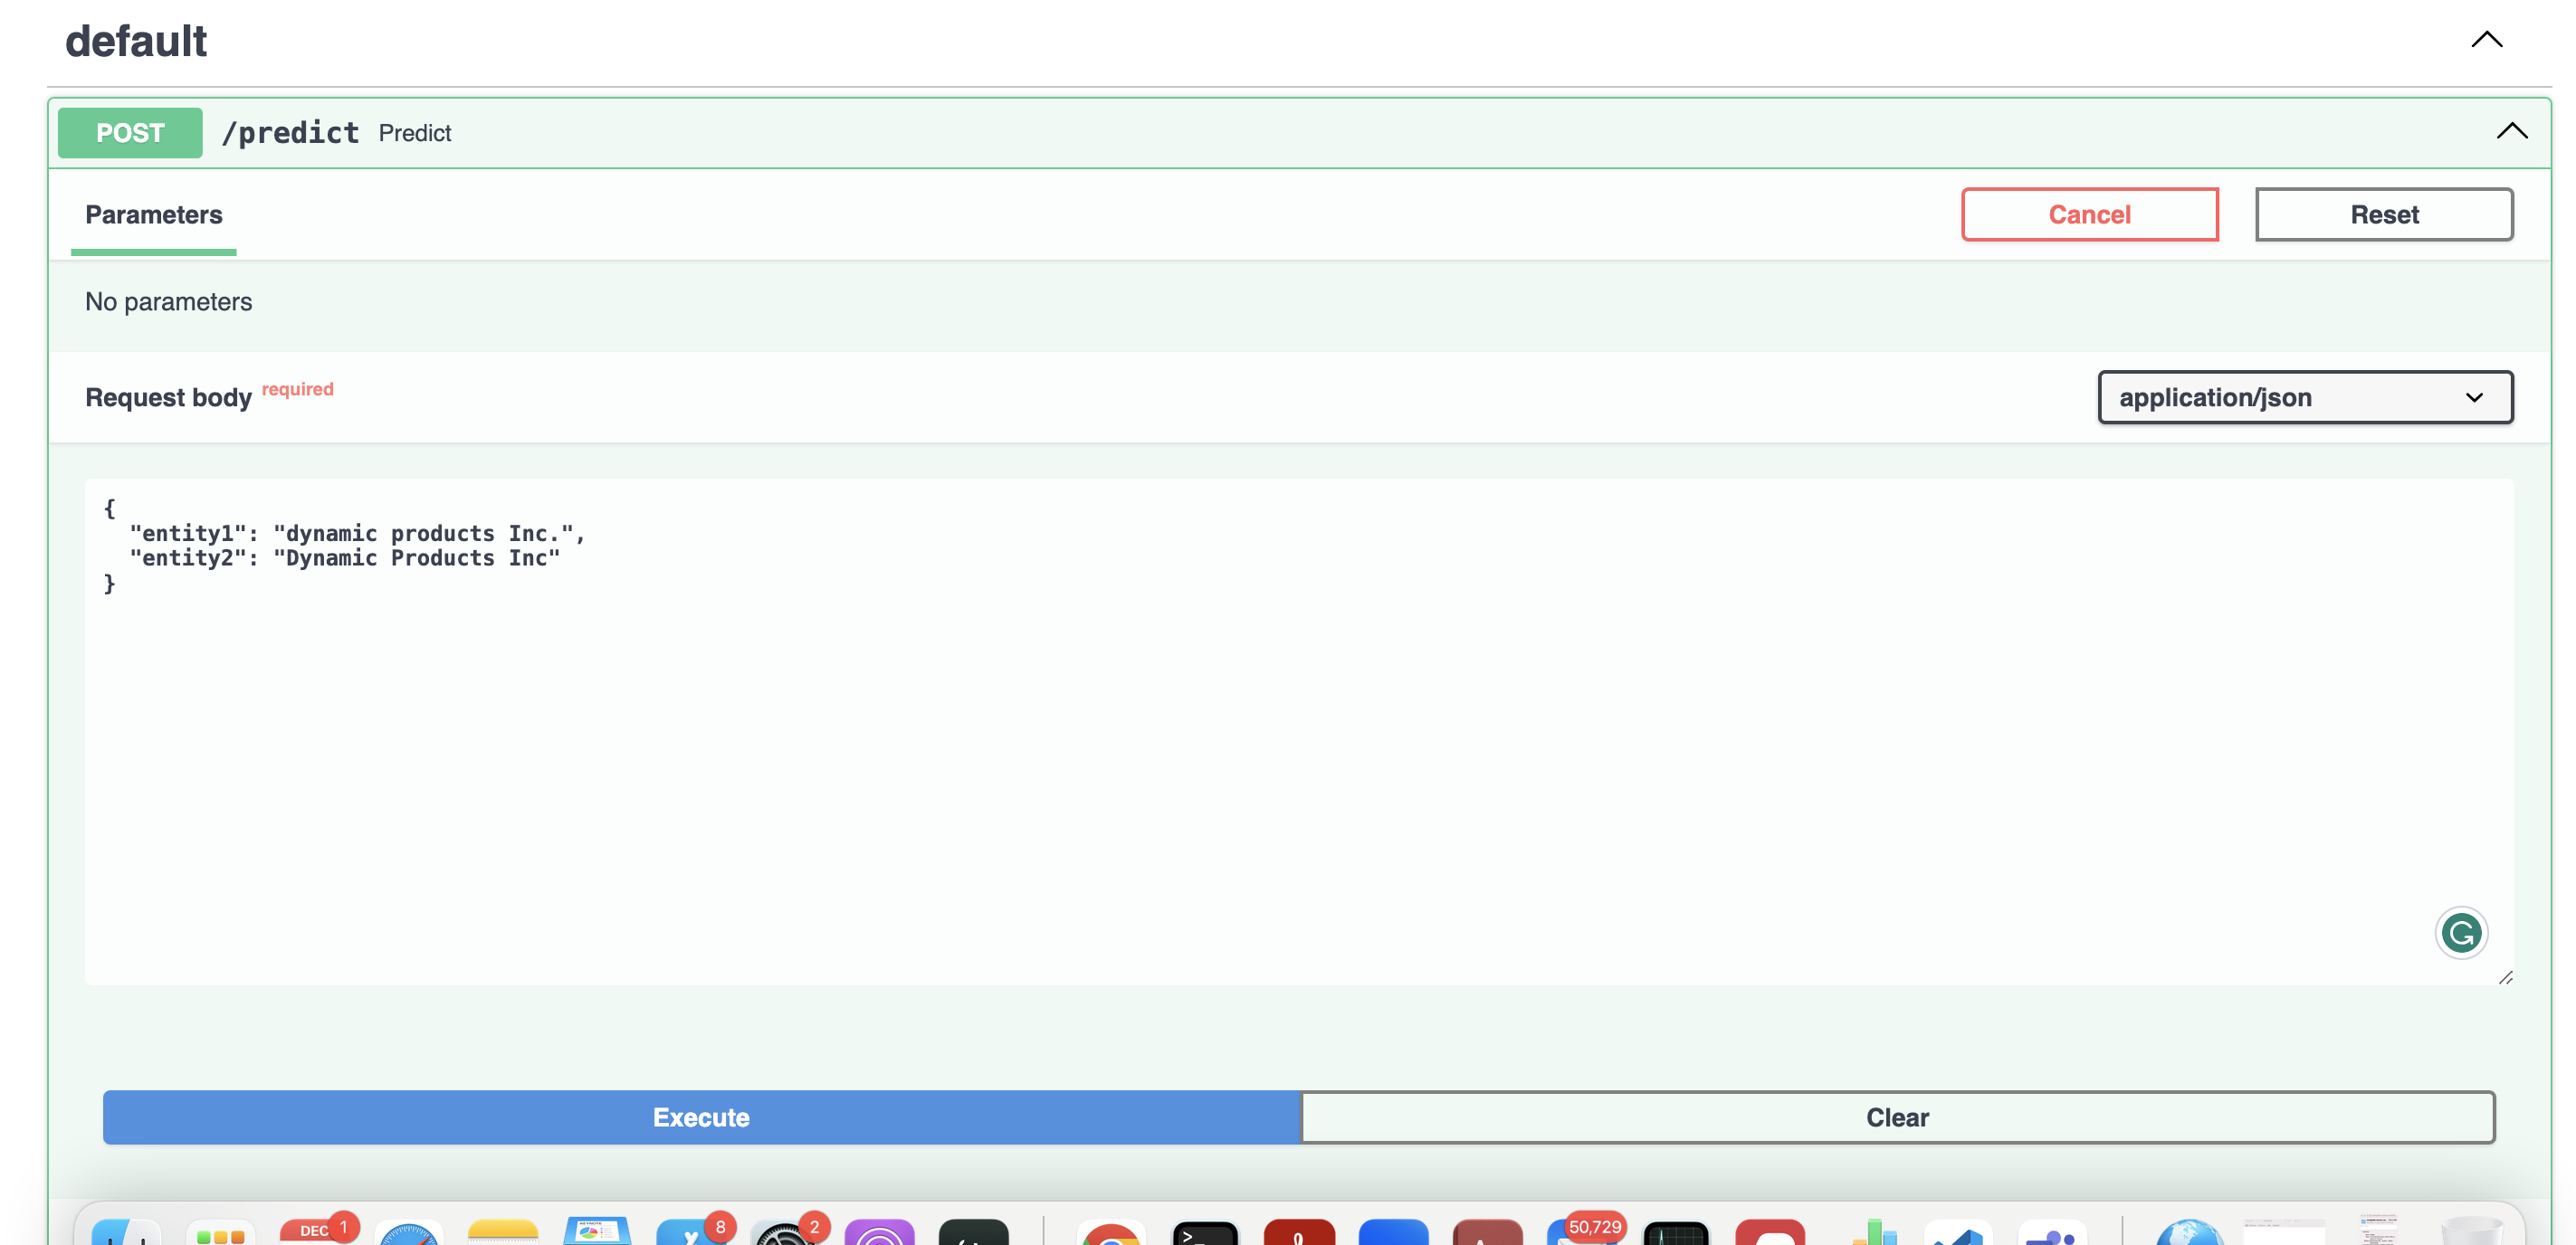 default
POST /predict Predict
Parameters
Cancel
Reset
No parameters
Request body required
application/json
{
"entity1": "dynamic products Inc.",
"entity2": "Dynamic Products Inc"
}
Execute
Clear
DEC 1
8
2
50,729